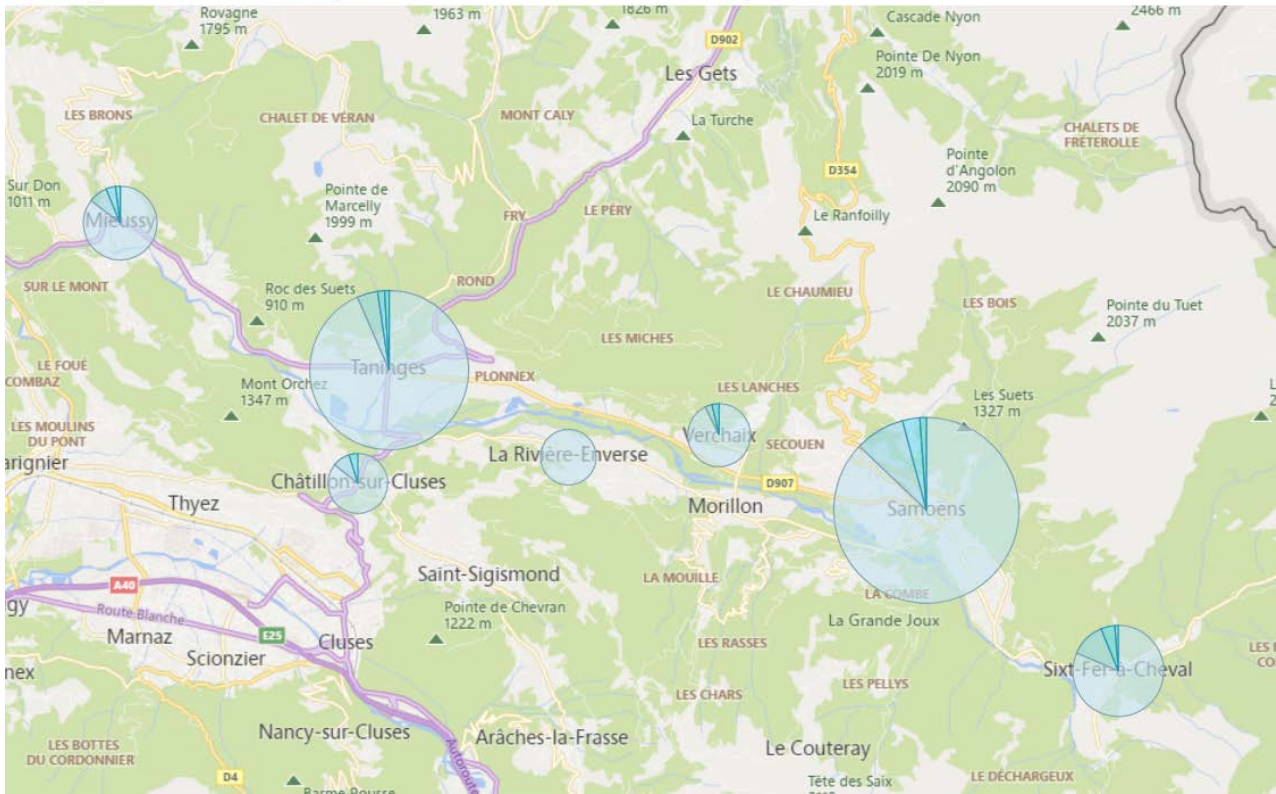 Rovagne
1795 m
1963 m
1826 m
Cascade Nyon
2466 m
D902
Pointe De Nyon
2019 m
Les Gets
LES BRONS
CHALET DE VÉRAN
MONT CALY
La Turche
CHALETS DE
FRÉTEROLLE
Sur Don
1011 m
Pointe de
Marcelly
1999 m
D354
Pointe
d'Angolon
2090 m
Mieussy
FRY
LE PÉRY
Le Ranfoilly
SUR LE MONT
Roc des Suets
910 m
ROND
LE CHAUMIEU
LES BOIS
Pointe du Tuet
2037 m
LES MICHES
LE FOUÉ
COMBAZ
Taninges
PLONNEX
Mont Orchez
1347 m
LES LANCHES
Les Suets
1327 m
LES MOULINS
DU PONT
Verchaix
SECOUEN
arignier
La Rivière-Enverse
Châtillon-sur-Cluses
D907
Thyez
Morillon
Samoens
Saint-Sigismond
LA MOUILLE
A40
LA COMBE
gy
Route Blanche
Pointe de Chevran
1222 m
La Grande Joux
Marnaz
E25
Cluses
LES RASSES
Scionzier
nex
Sixt-Fer-à-Cheval
LES CHARS
LES PELLYS
Nancy-sur-Cluses
Arâches-la-Frasse
Le Couteray
LES BOTTES
DU CORDONNIER
Autoroute
D4
Tête des Saix
LE DÉCHARGEUX